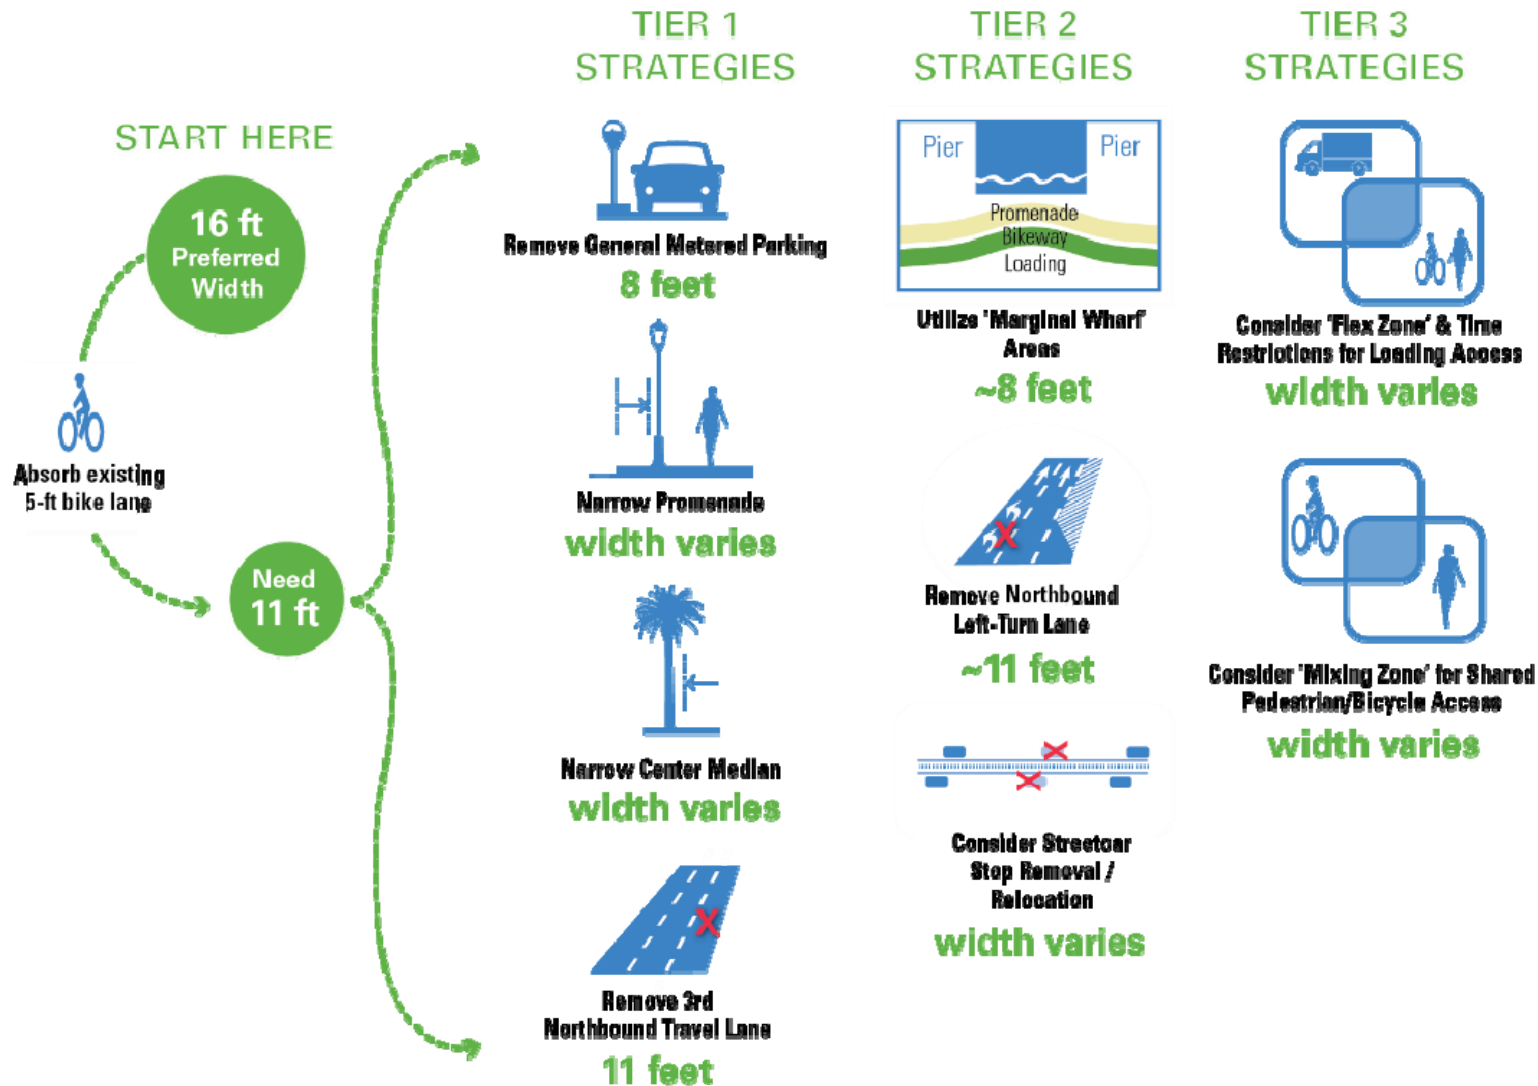 START HERE
16 ft
Preferred
Width
Absorb existing
5-ft bike lane
Need
11 ft
TIER 1
STRATEGIES
Remove General Metered Parking
8 feet
Narrow Promenade
width varies
Narrow Center Median
width varies
Remove 3rd
Northbound Travel Lane
11 feet
TIER 2
STRATEGIES
Pier
Pier
Promenade
Bikeway
Loading
Utilize 'Marginal Wharf'
Areas
~8 feet
Remove Northbound
Left-Turn Lane
~11 feet
Consider Streetcar
Stop Removal /
Relocation
width varies
TIER 3
STRATEGIES
Consider 'Flex Zone' & Time
Restrictions for Loading Access
width varies
Consider 'Mixing Zone' for Shared
Pedestrian/Bicycle Access
width varies